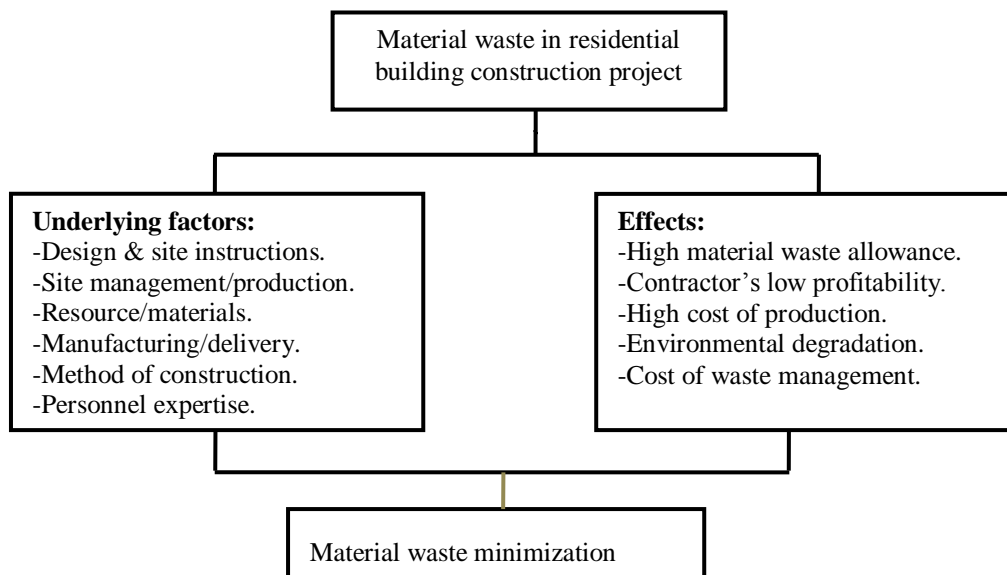 Material waste in residential
building construction project
Underlying factors:
-Design & site instructions.
-Site management/production.
-Resource/materials.
-Manufacturing/delivery.
-Method of construction.
-Personnel expertise.
Effects:
-High material waste allowance.
-Contractor’s low profitability.
-High cost of production.
-Environmental degradation.
-Cost of waste management.
Material waste minimization